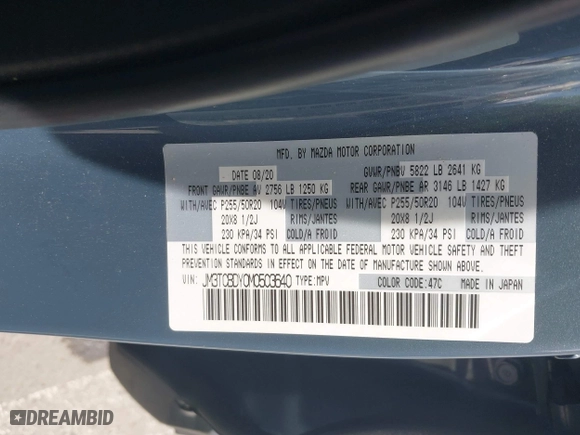 MFD. BY MAZDA MOTOR CORPORATION
DATE 08/20 GVWR/PNBV 5822 LB 2641 KG
FRONT GAWR/PNBE AV 2756 LB 1250 KG REAR GAWR/PNBE AR 3146 LB 1427 KG
WITH/AVEC P255/50R20 104V TIRES/PNEUS WITH/AVEC P255/50R20 104V TIRES/PNEUS
20X8 1/2J RIMS/JANTES 20X8 1/2J RIMS/JANTES
230 KPA/34 PSI COLD/A FROID 230 KPA/34 PSI COLD/A FROID
THIS VEHICLE CONFORMS TO ALL APPLICABLE FEDERAL MOTOR VEHICLE SAFETY AND THEFT
PREVENTION STANDARDS IN EFFECT ON THE DATE OF MANUFACTURE SHOWN ABOVE.
VIN: JM3TCBDY0M0503640 TYPE:MPV COLOR CODE:47C MADE IN JAPAN
DREAMBID